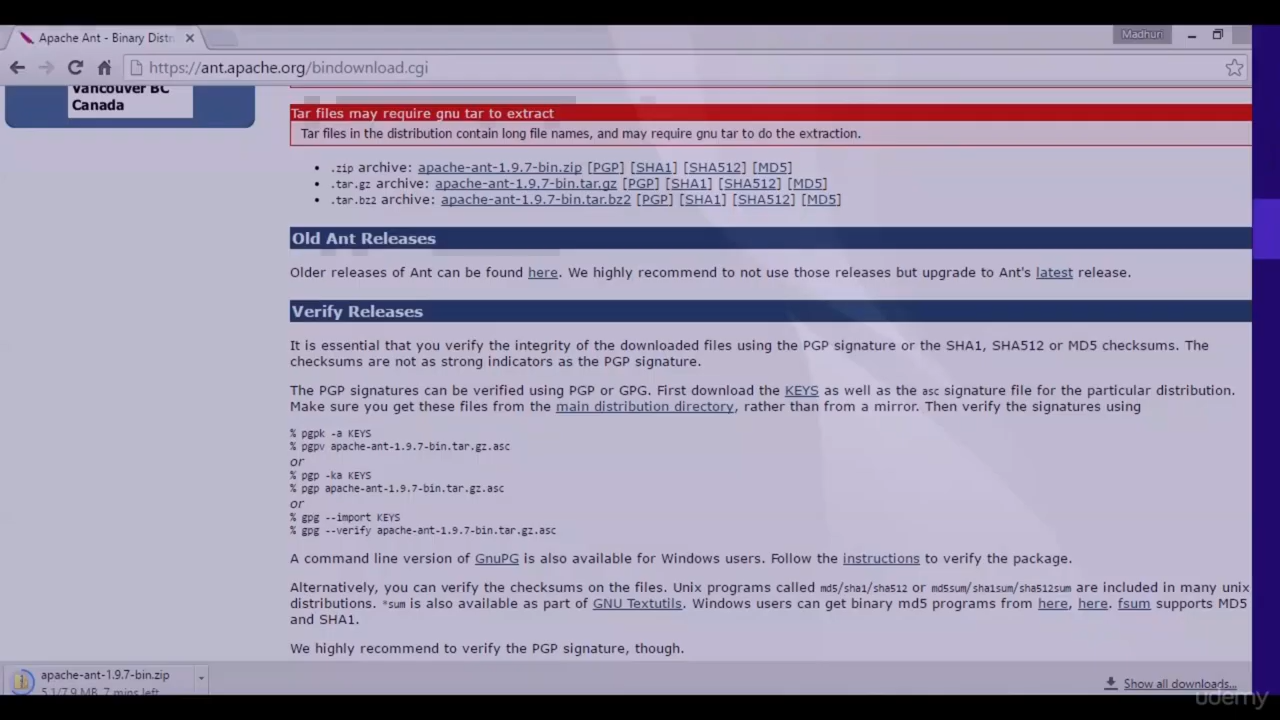 Apache Ant - Binary Distri
Madhuri
https://ant.apache.org/bindownload.cgi
Vancouver BC
Canada
Tar files may require gnu tar to extract
Tar files in the distribution contain long file names, and may require gnu tar to do the extraction.
• .zip archive: apache-ant-1.9.7-bin.zip [PGP] [SHA1] [SHA512] [MD5]
• .tar.gz archive: apache-ant-1.9.7-bin.tar.gz [PGP] [SHA1] [SHA512] [MD5]
• .tar.bz2 archive: apache-ant-1.9.7-bin.tar.bz2 [PGP] [SHA1] [SHA512] [MD5]
Old Ant Releases
Older releases of Ant can be found here. We highly recommend to not use those releases but upgrade to Ant's latest release.
Verify Releases
It is essential that you verify the integrity of the downloaded files using the PGP signature or the SHA1, SHA512 or MD5 checksums. The
checksums are not as strong indicators as the PGP signature.
The PGP signatures can be verified using PGP or GPG. First download the KEYS as well as the asc signature file for the particular distribution.
Make sure you get these files from the main distribution directory, rather than from a mirror. Then verify the signatures using
% pgpk -a KEYS
% pgpv apache-ant-1.9.7-bin.tar.gz.asc
or
% pgp -ka KEYS
% pgp apache-ant-1.9.7-bin.tar.gz.asc
or
% gpg --import KEYS
% gpg --verify apache-ant-1.9.7-bin.tar.gz.asc
A command line version of GnuPG is also available for Windows users. Follow the instructions to verify the package.
Alternatively, you can verify the checksums on the files. Unix programs called md5/sha1/sha512 or md5sum/sha1sum/sha512sum are included in many unix
distributions. *sum is also available as part of GNU Textutils. Windows users can get binary md5 programs from here, here. fsum supports MD5
and SHA1.
We highly recommend to verify the PGP signature, though.
apache-ant-1.9.7-bin.zip
5.1/7.9 MB, 7 mins left
Show all downloads...
udemy